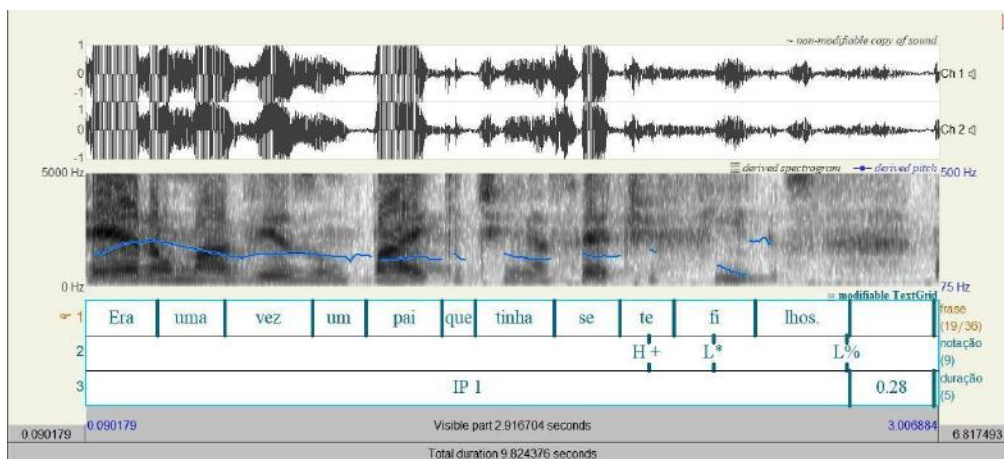 ~ non-modifiable copy of sound
1
0
-1
Ch 1
1
0
-1
Ch 2
5000 Hz
derived spectrogram
derived pitch
500 Hz
0 Hz
75 Hz
modifiable TextGrid
1 Era uma vez um pai que tinha se te fi lhos. frase (19/36)
2 H + L* L% notação (9)
3 IP 1 0.28 duração (5)
0.090179 Visible part 2.916704 seconds 3.006884
0.090179 6.817493
Total duration 9.824376 seconds